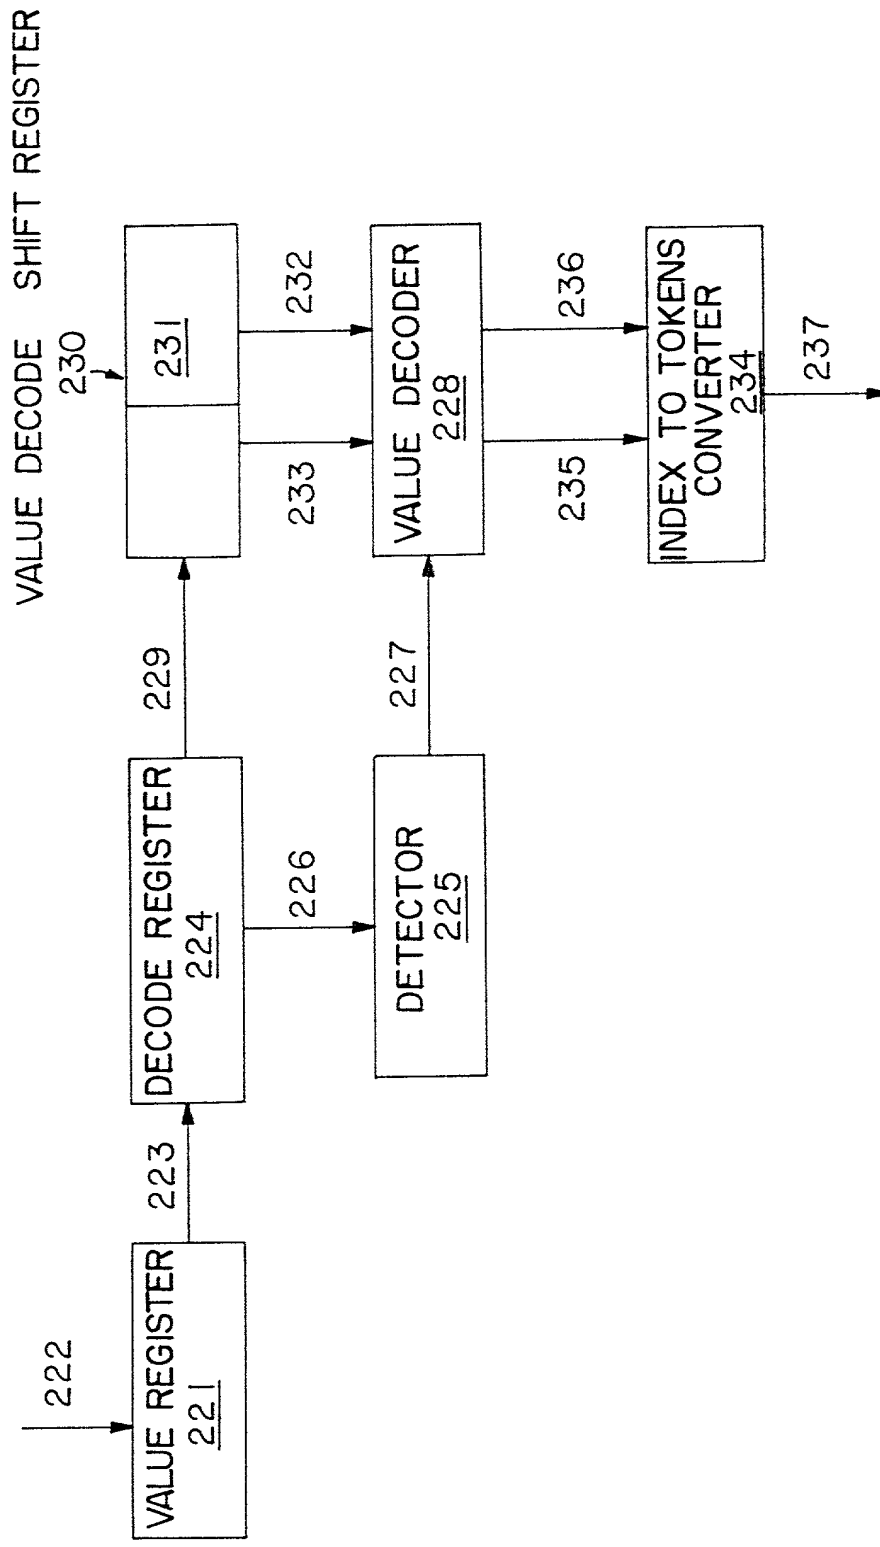 VALUE DECODE SHIFT REGISTER
222
VALUE REGISTER
221
223
DECODE REGISTER
224
229
230
231
226
233
232
DETECTOR
225
227
VALUE DECODER
228
235
236
INDEX TO TOKENS
CONVERTER
234
237